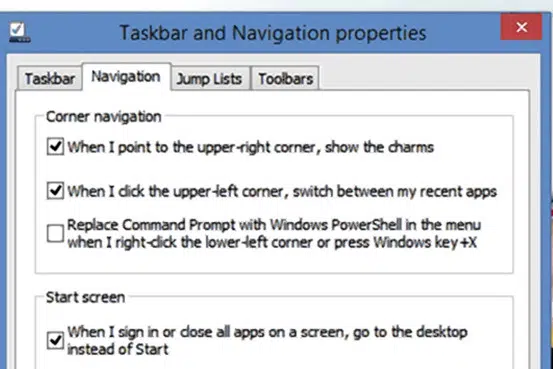 Taskbar and Navigation properties
Taskbar Navigation Jump Lists Toolbars
Corner navigation
When I point to the upper-right corner, show the charms
When I click the upper-left corner, switch between my recent apps
Replace Command Prompt with Windows PowerShell in the menu
when I right-click the lower-left corner or press Windows key+X
Start screen
When I sign in or close all apps on a screen, go to the desktop
instead of Start